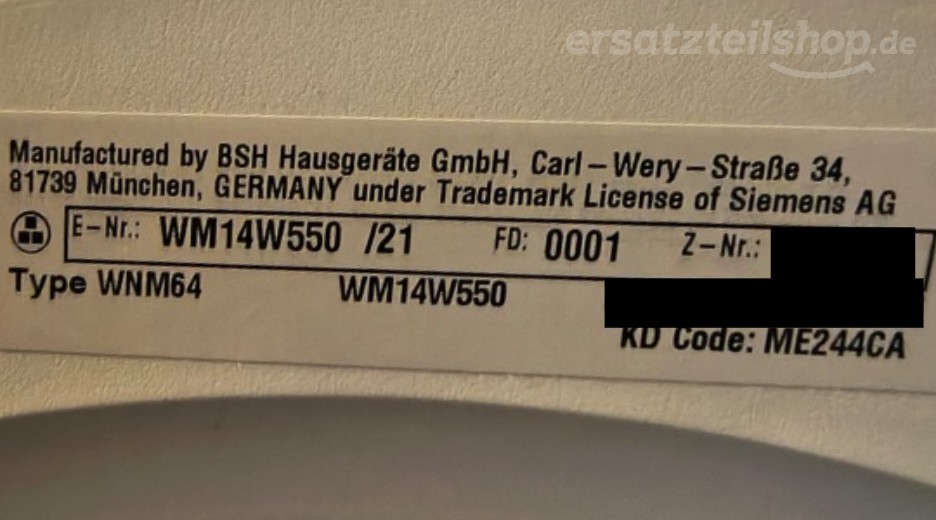 ersatzteilshop.de
Manufactured by BSH Hausgeräte GmbH, Carl–Wery–Straße 34,
81739 München, GERMANY under Trademark License of Siemens AG
E–Nr.: WM14W550 /21 FD: 0001 Z–Nr.:
Type WNM64 WM14W550
KD Code: ME244CA